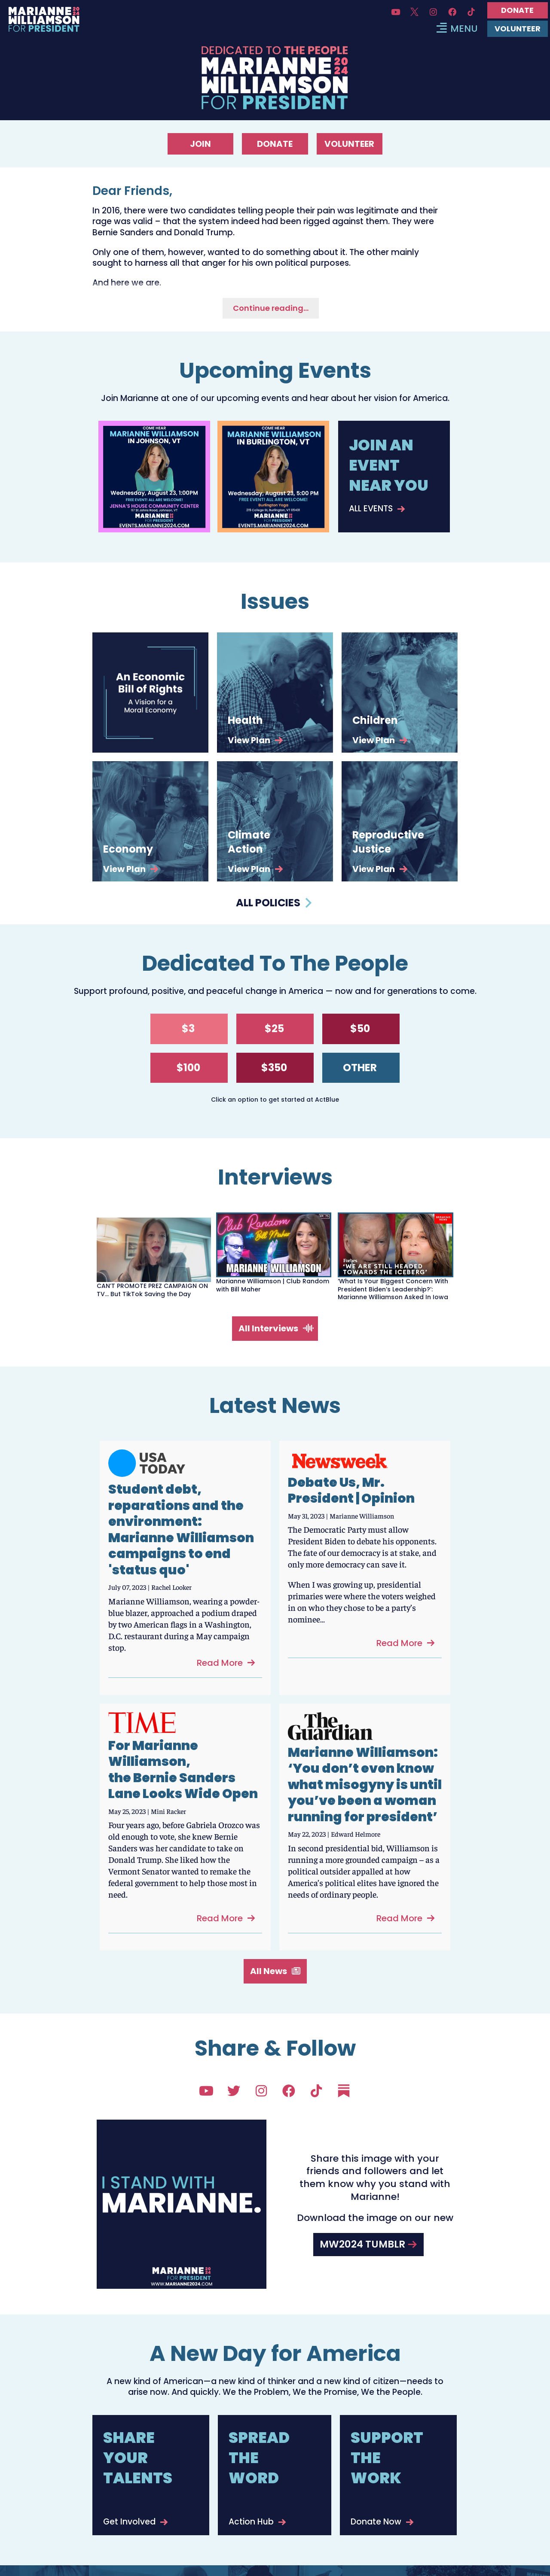 MARIANNE 20
WILLIAMSON 24
FOR PRESIDENT
DONATE
MENU
VOLUNTEER
DEDICATED TO THE PEOPLE
MARIANNE 20
WILLIAMSON 24
FOR PRESIDENT
JOIN
DONATE
VOLUNTEER
Dear Friends,
In 2016, there were two candidates telling people their pain was legitimate and their
rage was valid – that the system indeed had been rigged against them. They were
Bernie Sanders and Donald Trump.
Only one of them, however, wanted to do something about it. The other mainly
sought to harness all that anger for his own political purposes.
And here we are.
Continue reading...
Upcoming Events
Join Marianne at one of our upcoming events and hear about her vision for America.
COME HEAR
MARIANNE WILLIAMSON
IN JOHNSON, VT
Wednesday, August 23, 1:00PM
FREE EVENT! ALL ARE WELCOME!
JENNA'S HOUSE COMMUNITY CENTER
MARIANNE
FOR PRESIDENT
EVENTS.MARIANNE2024.COM
COME HEAR
MARIANNE WILLIAMSON
IN BURLINGTON, VT
Wednesday, August 23, 5:00 PM
FREE EVENT! ALL ARE WELCOME!
Burlington Yoga
MARIANNE
FOR PRESIDENT
EVENTS.MARIANNE2024.COM
JOIN AN
EVENT
NEAR YOU
ALL EVENTS
Issues
An Economic
Bill of Rights
A Vision for a
Moral Economy
Health
View Plan
Children
View Plan
Economy
View Plan
Climate
Action
View Plan
Reproductive
Justice
View Plan
ALL POLICIES
Dedicated To The People
Support profound, positive, and peaceful change in America — now and for generations to come.
$3
$25
$50
$100
$350
OTHER
Click an option to get started at ActBlue
Interviews
CAN'T PROMOTE PREZ CAMPAIGN ON
TV... But TikTok Saving the Day
Club Random
with Bill Maher
MARIANNE WILLIAMSON
Marianne Williamson | Club Random
with Bill Maher
Forbes
'WE ARE STILL HEADED
TOWARDS THE ICEBERG'
'What Is Your Biggest Concern With
President Biden's Leadership?':
Marianne Williamson Asked In Iowa
All Interviews
Latest News
USA
TODAY
Student debt,
reparations and the
environment:
Marianne Williamson
campaigns to end
'status quo'
July 07, 2023 | Rachel Looker
Marianne Williamson, wearing a powder-
blue blazer, approached a podium draped
by two American flags in a Washington,
D.C. restaurant during a May campaign
stop.
Read More
Newsweek
Debate Us, Mr.
President | Opinion
May 31, 2023 | Marianne Williamson
The Democratic Party must allow
President Biden to debate his opponents.
The fate of our democracy is at stake, and
only more democracy can save it.
When I was growing up, presidential
primaries were where the voters weighed
in on who they chose to be a party's
nominee...
Read More
TIME
For Marianne
Williamson,
the Bernie Sanders
Lane Looks Wide Open
May 25, 2023 | Mini Racker
Four years ago, before Gabriela Orozco was
old enough to vote, she knew Bernie
Sanders was her candidate to take on
Donald Trump. She liked how the
Vermont Senator wanted to remake the
federal government to help those most in
need.
Read More
The
Guardian
Marianne Williamson:
‘You don’t even know
what misogyny is until
you’ve been a woman
running for president’
May 22, 2023 | Edward Helmore
In second presidential bid, Williamson is
running a more grounded campaign – as a
political outsider appalled at how
America's political elites have ignored the
needs of ordinary people.
Read More
All News
Share & Follow
I STAND WITH
MARIANNE.
MARIANNE
FOR PRESIDENT
WWW.MARIANNE2024.COM
Share this image with your
friends and followers and let
them know why you stand with
Marianne!
Download the image on our new
MW2024 TUMBLR
A New Day for America
A new kind of American—a new kind of thinker and a new kind of citizen—needs to
arise now. And quickly. We the Problem, We the Promise, We the People.
SHARE
YOUR
TALENTS
Get Involved
SPREAD
THE
WORD
Action Hub
SUPPORT
THE
WORK
Donate Now